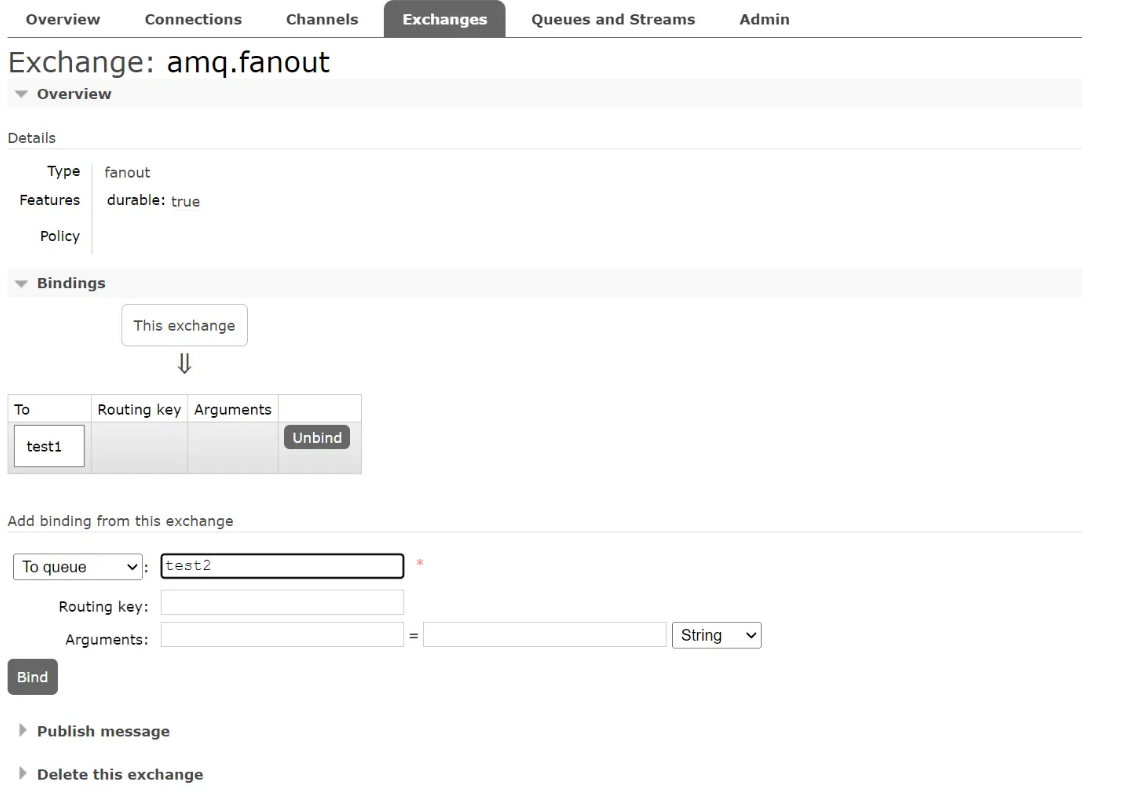 Overview Connections Channels Exchanges Queues and Streams Admin
Exchange: amq.fanout
Overview
Details
Type fanout
Features durable: true
Policy
Bindings
This exchange
⇓
To Routing key Arguments
test1 Unbind
Add binding from this exchange
To queue : test2 *
Routing key:
Arguments: = String
Bind
Publish message
Delete this exchange